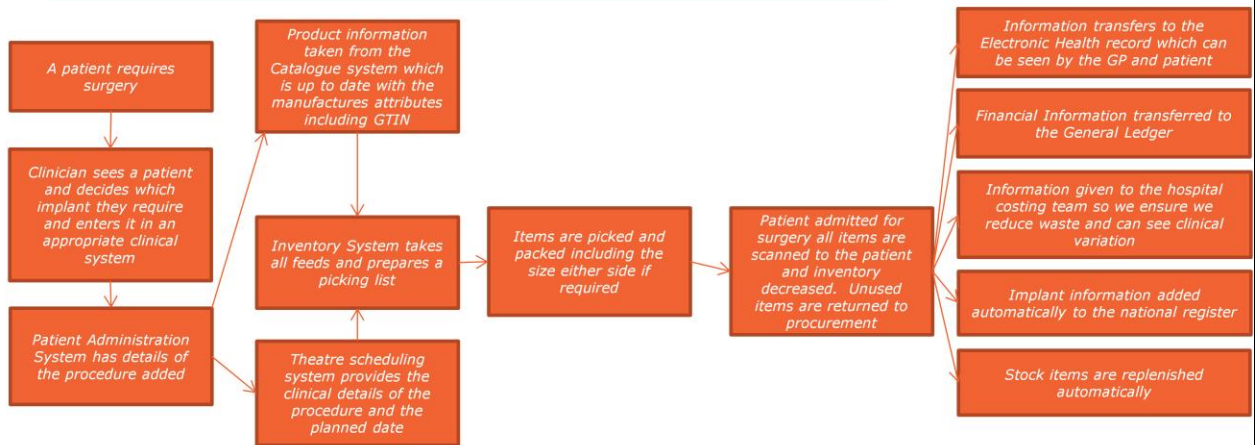 A patient requires
surgery
Clinician sees a patient
and decides which
implant they require
and enters it in an
appropriate clinical
system
Patient Administration
System has details of
the procedure added
Product information
taken from the
Catalogue system which
is up to date with the
manufactures attributes
including GTIN
Inventory System takes
all feeds and prepares a
picking list
Theatre scheduling
system provides the
clinical details of the
procedure and the
planned date
Items are picked and
packed including the
size either side if
required
Patient admitted for
surgery all items are
scanned to the patient
and inventory
decreased. Unused
items are returned to
procurement
Information transfers to the
Electronic Health record which can
be seen by the GP and patient
Financial Information transferred to
the General Ledger
Information given to the hospital
costing team so we ensure we
reduce waste and can see clinical
variation
Implant information added
automatically to the national register
Stock items are replenished
automatically